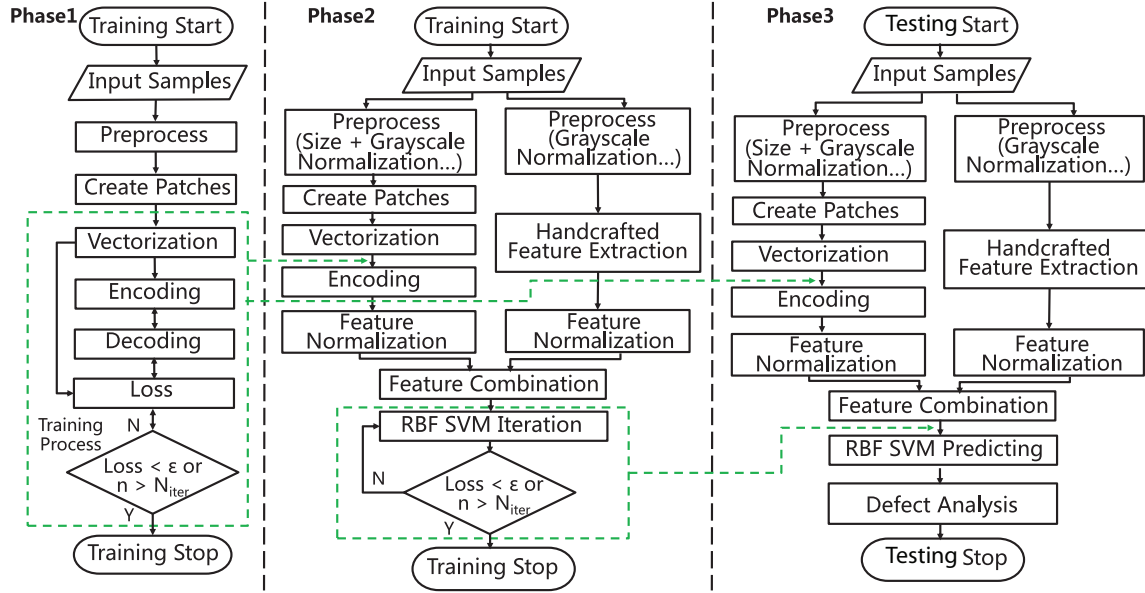 Phase1
Training Start
Input Samples
Preprocess
Create Patches
Vectorization
Encoding
Decoding
Loss
Training
Process
N
Loss < ε or
n > Niter
Y
Training Stop
Phase2
Training Start
Input Samples
Preprocess
(Size + Grayscale
Normalization...)
Create Patches
Vectorization
Encoding
Feature
Normalization
Preprocess
(Grayscale
Normalization...)
Handcrafted
Feature Extraction
Feature
Normalization
Feature Combination
RBF SVM Iteration
N
Loss < ε or
n > Niter
Y
Training Stop
Phase3
Testing Start
Input Samples
Preprocess
(Size + Grayscale
Normalization...)
Create Patches
Vectorization
Encoding
Feature
Normalization
Preprocess
(Grayscale
Normalization...)
Handcrafted
Feature Extraction
Feature
Normalization
Feature Combination
RBF SVM Predicting
Defect Analysis
Testing Stop